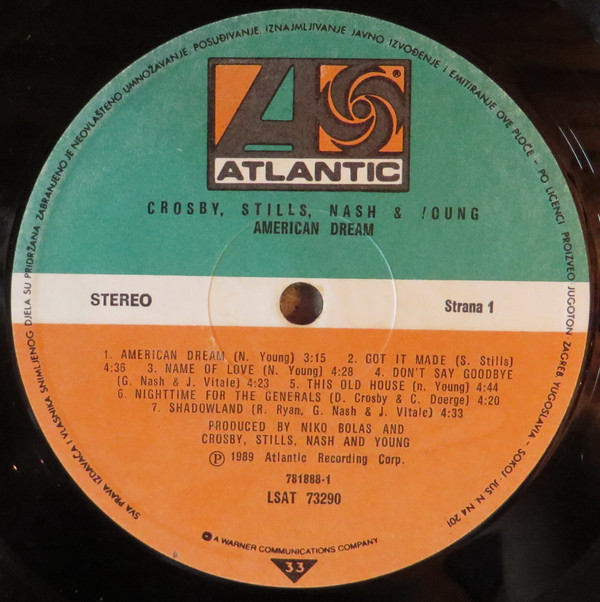 SVA PRAVA IZDAVAČA I VLASNIKA SNIMLJENOG DJELA SU PRIDRŽANA. ZABRANJENO JE NEOVLAŠTENO UMNOŽAVANJE, POSUĐIVANJE, IZNAJMLJIVANJE JAVNO IZVOĐENJE I EMITIRANJE OVE PLOČE – PO LICENCI PROIZVEO JUGOTON ZAGREB YUGOSLAVIA – SOKOJ · JUS. N. N4 201
®
ATLANTIC
CROSBY, STILLS, NASH & !OUNG
AMERICAN DREAM
STEREO
Strana 1
1. AMERICAN DREAM (N. Young) 3:15 2. GOT IT MADE (S. Stills)
4:36 3. NAME OF LOVE (N. Young) 4:28 4. DON'T SAY GOODBYE
(G. Nash & J. Vitale) 4:23 5. THIS OLD HOUSE (n. Young) 4:44
6. NIGHTTIME FOR THE GENERALS (D. Crosby & C. Doerge) 4:20
7. SHADOWLAND (R. Ryan, G. Nash & J. Vitale) 4:33
PRODUCED BY NIKO BOLAS AND
CROSBY, STILLS, NASH AND YOUNG
℗ 1989 Atlantic Recording Corp.
781888-1
LSAT 73290
A WARNER COMMUNICATIONS COMPANY
33